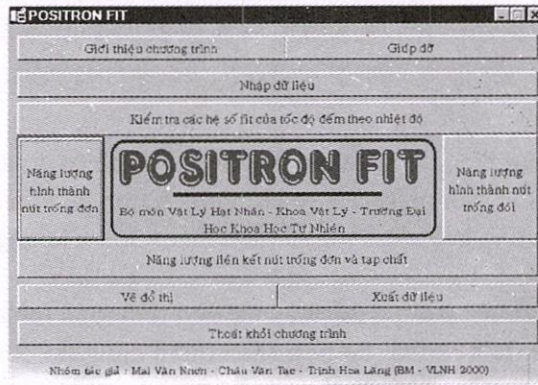 POSITRON FIT
Giới thiệu chương trình Giúp đỡ
Nhập dữ liệu
Kiểm tra các hệ số fit của tốc độ đếm theo nhiệt độ
Năng lượng hình thành nút trống đơn
POSITRON FIT
Bộ môn Vật Lý Hạt Nhân - Khoa Vật Lý - Trường Đại
Học Khoa Học Tự Nhiên
Năng lượng hình thành nút trống đôi
Năng lượng liên kết nút trống đơn và tạp chất
Vẽ đồ thị Xuất dữ liệu
Thoát khỏi chương trình
Nhóm tác giả : Mai Văn Nhơn - Châu Văn Tạo - Trịnh Hoa Lăng (BM - VLHN 2000)